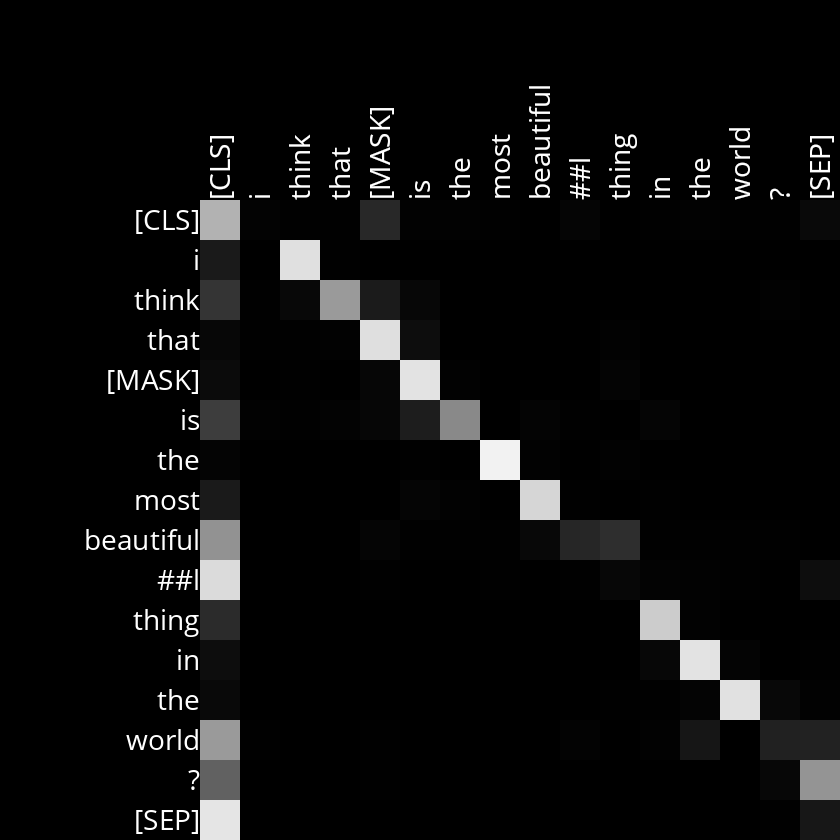 [CLS] i think that [MASK] is the most beautiful ##l thing in the world ? [SEP]
[CLS]
i
think
that
[MASK]
is
the
most
beautiful
##l
thing
in
the
world
?
[SEP]